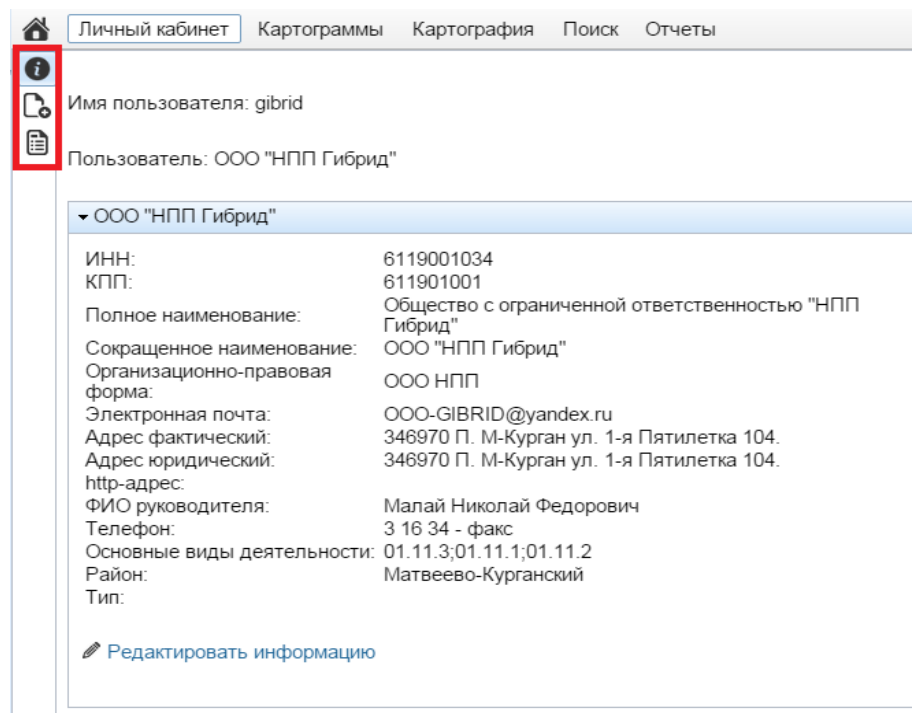 Личный кабинет Картограммы Картография Поиск Отчеты
Имя пользователя: gibrid
Пользователь: ООО "НПП Гибрид"
ООО "НПП Гибрид"
ИНН: 6119001034
КПП: 611901001
Полное наименование: Общество с ограниченной ответственностью "НПП
Гибрид"
Сокращенное наименование: ООО "НПП Гибрид"
Организационно-правовая
форма: ООО НПП
Электронная почта: OOO-GIBRID@yandex.ru
Адрес фактический: 346970 П. М-Курган ул. 1-я Пятилетка 104.
Адрес юридический: 346970 П. М-Курган ул. 1-я Пятилетка 104.
http-адрес:
ФИО руководителя: Малай Николай Федорович
Телефон: 3 16 34 - факс
Основные виды деятельности: 01.11.3;01.11.1;01.11.2
Район: Матвеево-Курганский
Тип:
Редактировать информацию